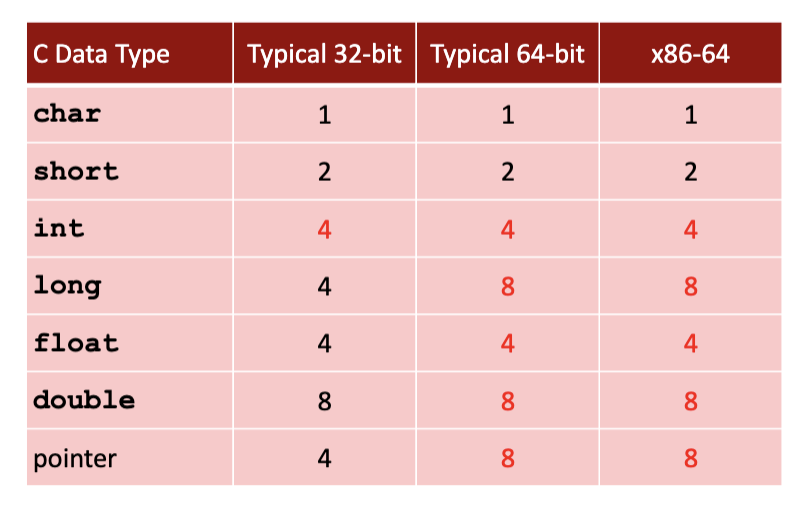 C Data Type Typical 32-bit Typical 64-bit x86-64
char 1 1 1
short 2 2 2
int 4 4 4
long 4 8 8
float 4 4 4
double 8 8 8
pointer 4 8 8